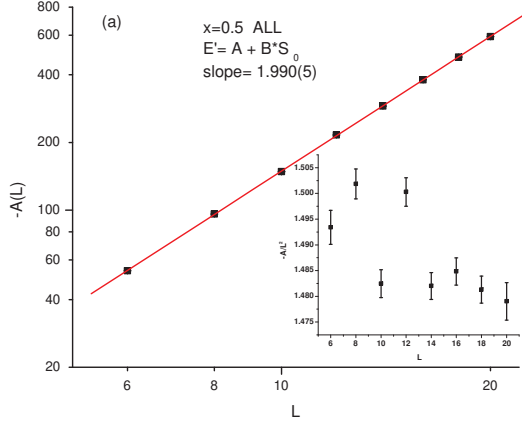 (a)
x=0.5 ALL
E'= A + B*S0
slope= 1.990(5)
800
600
400
200
100
80
60
40
20
-A(L)
6
8
10
20
L
1.505
1.500
1.495
1.490
1.485
1.480
1.475
-A/L²
6 8 10 12 14 16 18 20
L